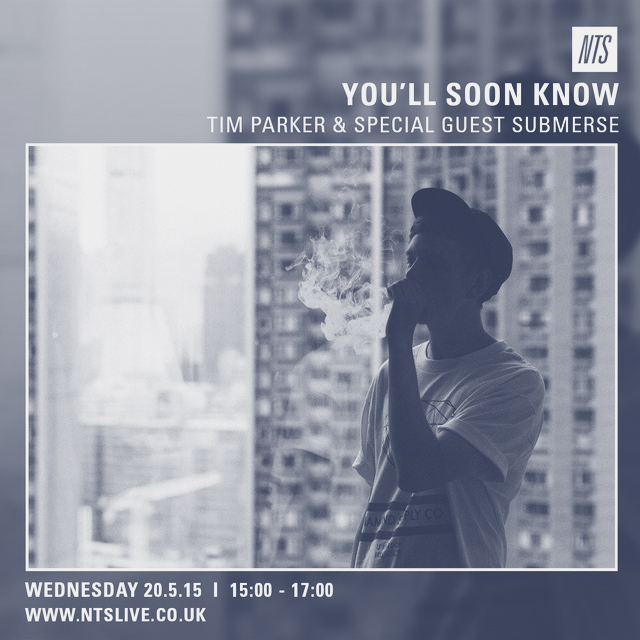 NTS
YOU'LL SOON KNOW
TIM PARKER & SPECIAL GUEST SUBMERSE
WEDNESDAY 20.5.15 I 15:00 - 17:00
WWW.NTSLIVE.CO.UK